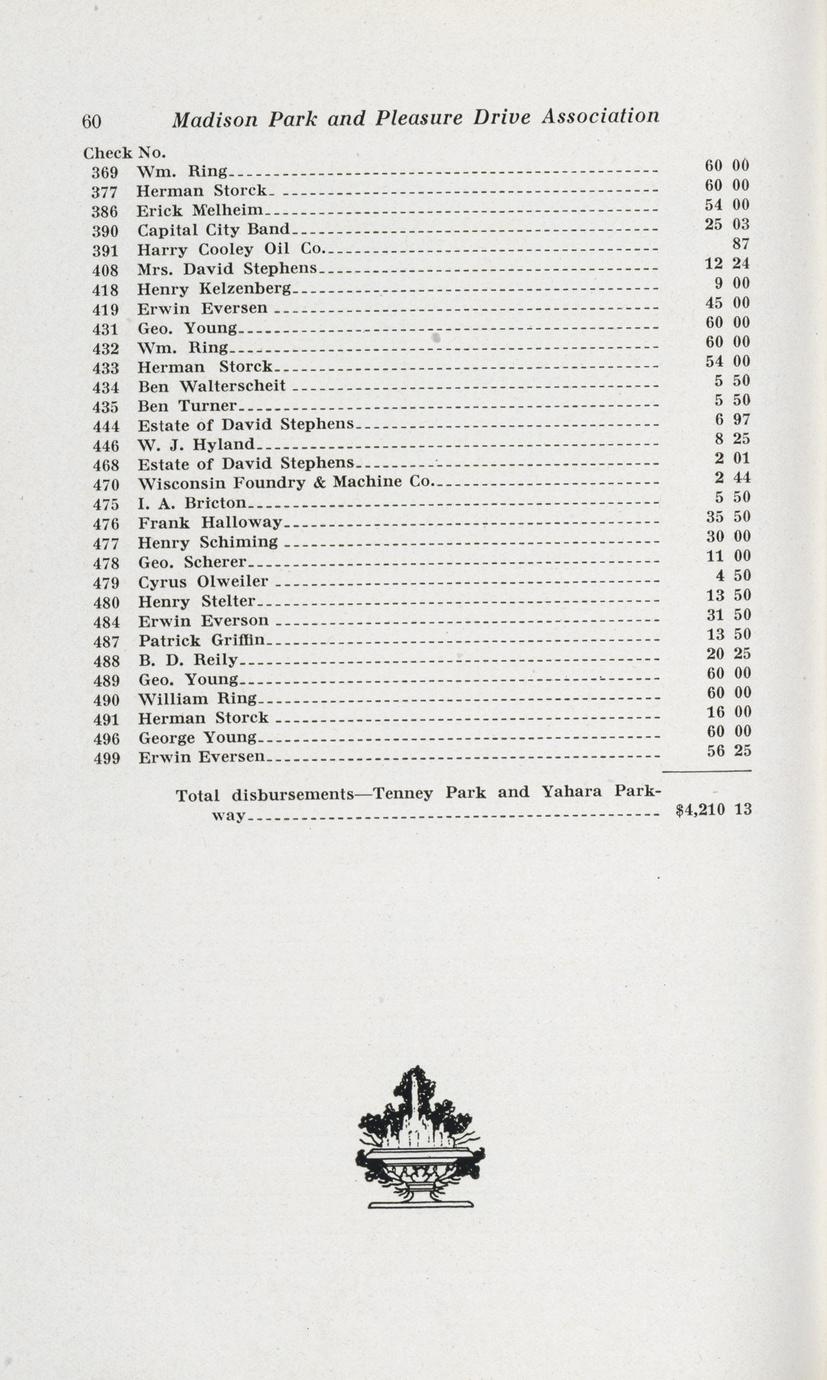 60 Madison Park and Pleasure Drive Association
Check No.
369 Wm. Ring 60 00
377 Herman Storck 60 00
386 Erick Melheim 54 00
390 Capital City Band 25 03
391 Harry Cooley Oil Co. 87
408 Mrs. David Stephens 12 24
418 Henry Kelzenberg 9 00
419 Erwin Eversen 45 00
431 Geo. Young 60 00
432 Wm. Ring 60 00
433 Herman Storck 54 00
434 Ben Walterscheit 5 50
435 Ben Turner 5 50
444 Estate of David Stephens 6 97
446 W. J. Hyland 8 25
468 Estate of David Stephens 2 01
470 Wisconsin Foundry & Machine Co. 2 44
475 I. A. Bricton 5 50
476 Frank Halloway 35 50
477 Henry Schiming 30 00
478 Geo. Scherer 11 00
479 Cyrus Olweiler 4 50
480 Henry Stelter 13 50
484 Erwin Everson 31 50
487 Patrick Griffin 13 50
488 B. D. Reily 20 25
489 Geo. Young 60 00
490 William Ring 60 00
491 Herman Storck 16 00
496 George Young 60 00
499 Erwin Eversen 56 25
Total disbursements—Tenney Park and Yahara Park-
way $4,210 13